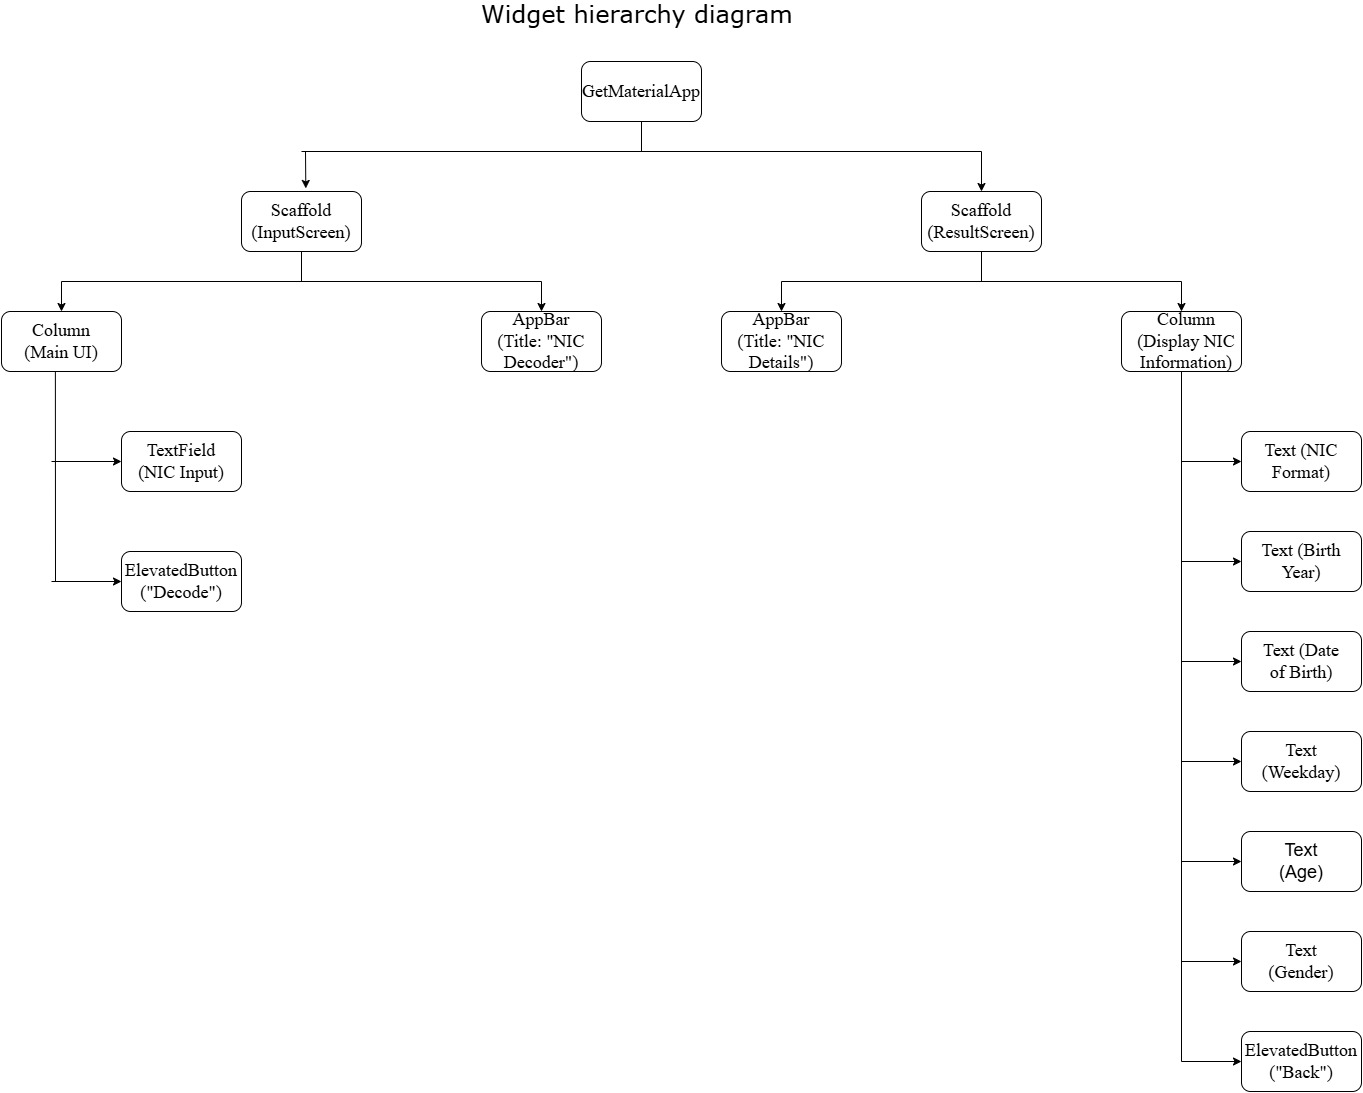 Widget hierarchy diagram
GetMaterialApp
Scaffold
(InputScreen)
Scaffold
(ResultScreen)
Column
(Main UI)
AppBar
(Title: "NIC
Decoder")
AppBar
(Title: "NIC
Details")
Column
(Display NIC
Information)
TextField
(NIC Input)
ElevatedButton
("Decode")
Text (NIC
Format)
Text (Birth
Year)
Text (Date
of Birth)
Text
(Weekday)
Text
(Age)
Text
(Gender)
ElevatedButton
("Back")